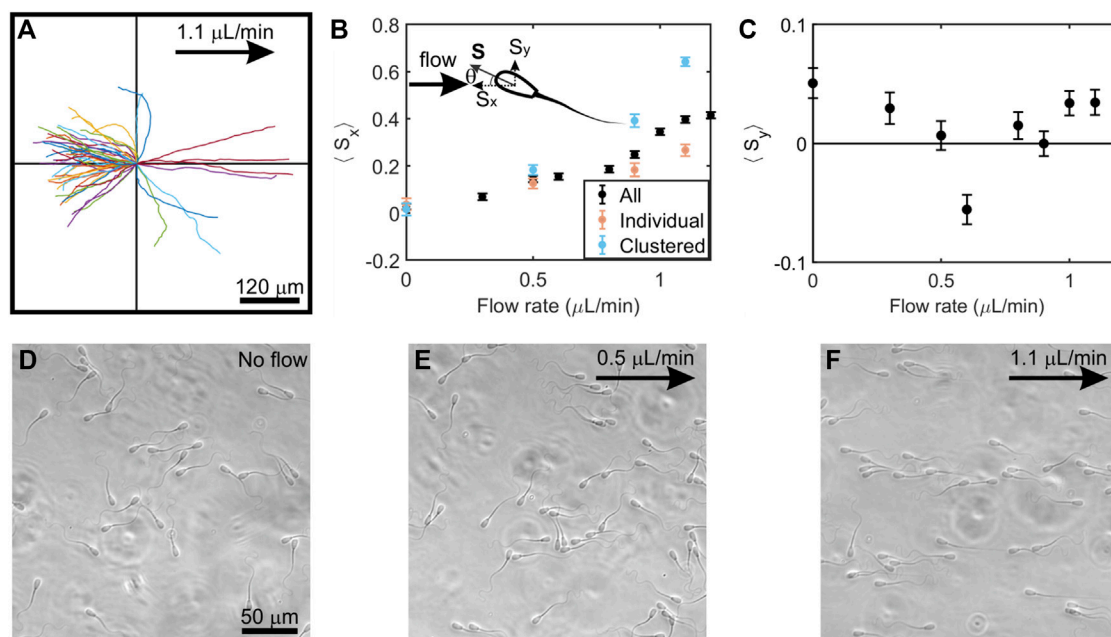 A
1.1 μL/min
120 μm
B
⟨Sx⟩
0.8
0.6
0.4
0.2
0
-0.2
flow
S
Sy
θ
Sx
All
Individual
Clustered
0
0.5
1
Flow rate (μL/min)
C
⟨Sy⟩
0.1
0
-0.1
0
0.5
1
Flow rate (μL/min)
D
No flow
50 μm
E
0.5 μL/min
F
1.1 μL/min